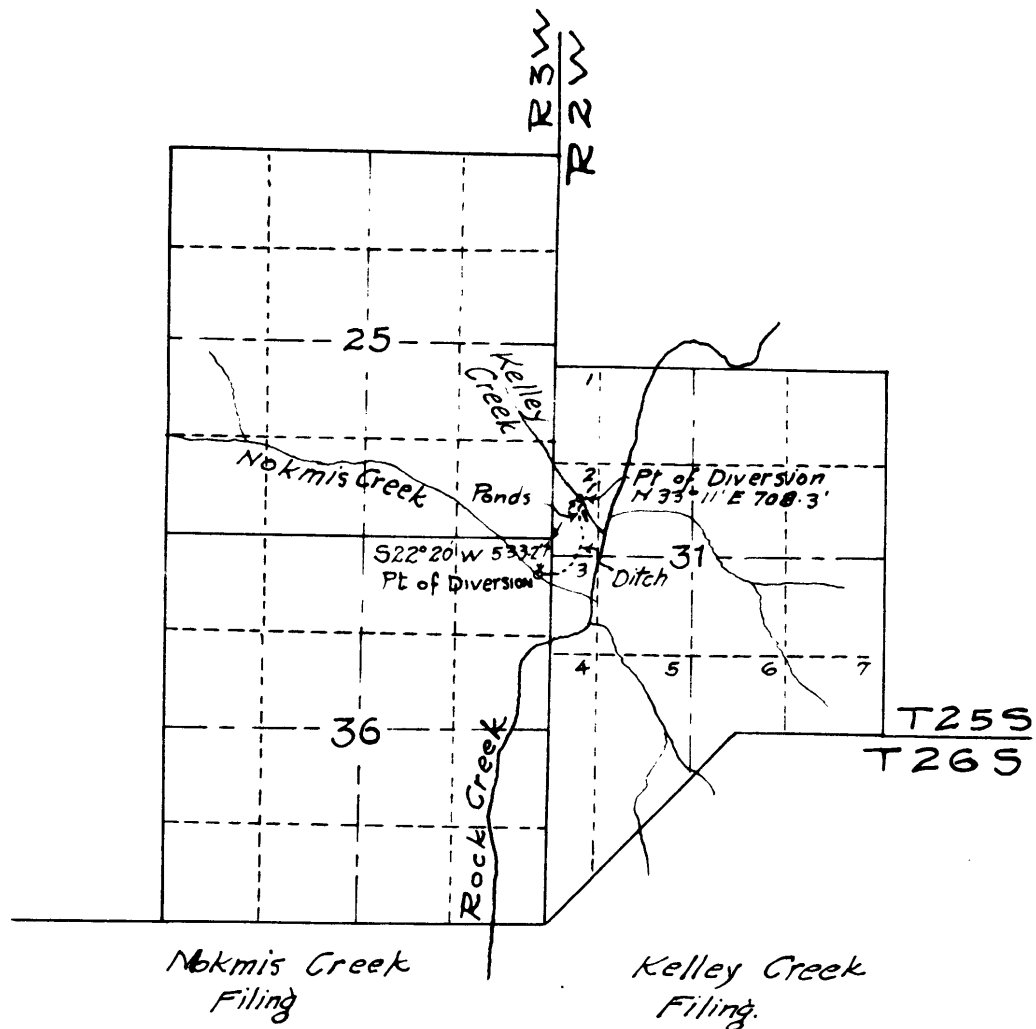 R3W
R2W
25
Kelley
Creek
1
Nokmis Creek
2
Pt of Diversion
N 33°11'E 708.3'
Ponds
S22°20'W 533.2'
31
3
Pt of Diversion
Ditch
4
5
6
7
36
Rock Creek
T25S
T26S
Nokmis Creek
Filing
Kelley Creek
Filing.